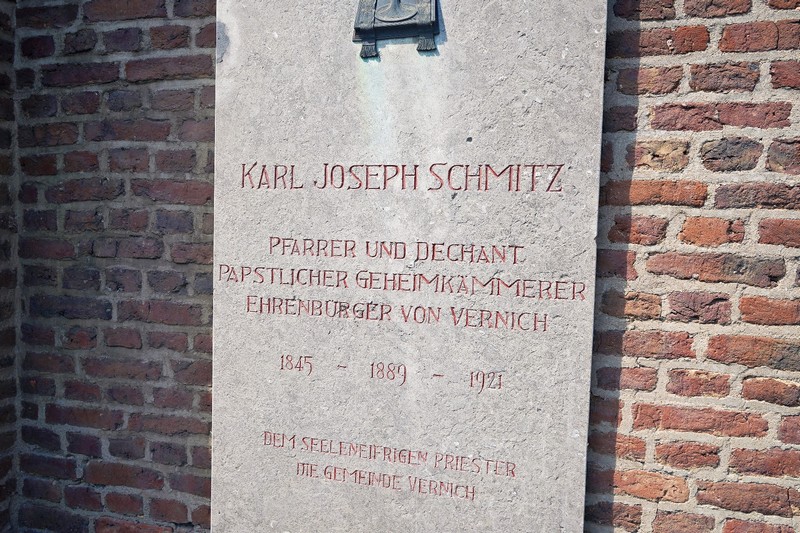 KARL JOSEPH SCHMITZ
PFARRER UND DECHANT
PÄPSTLICHER GEHEIMKÄMMERER
EHRENBÜRGER VON VERNICH
1845 - 1889 - 1921
DEM SEELENEIFRIGEN PRIESTER
DIE GEMEINDE VERNICH